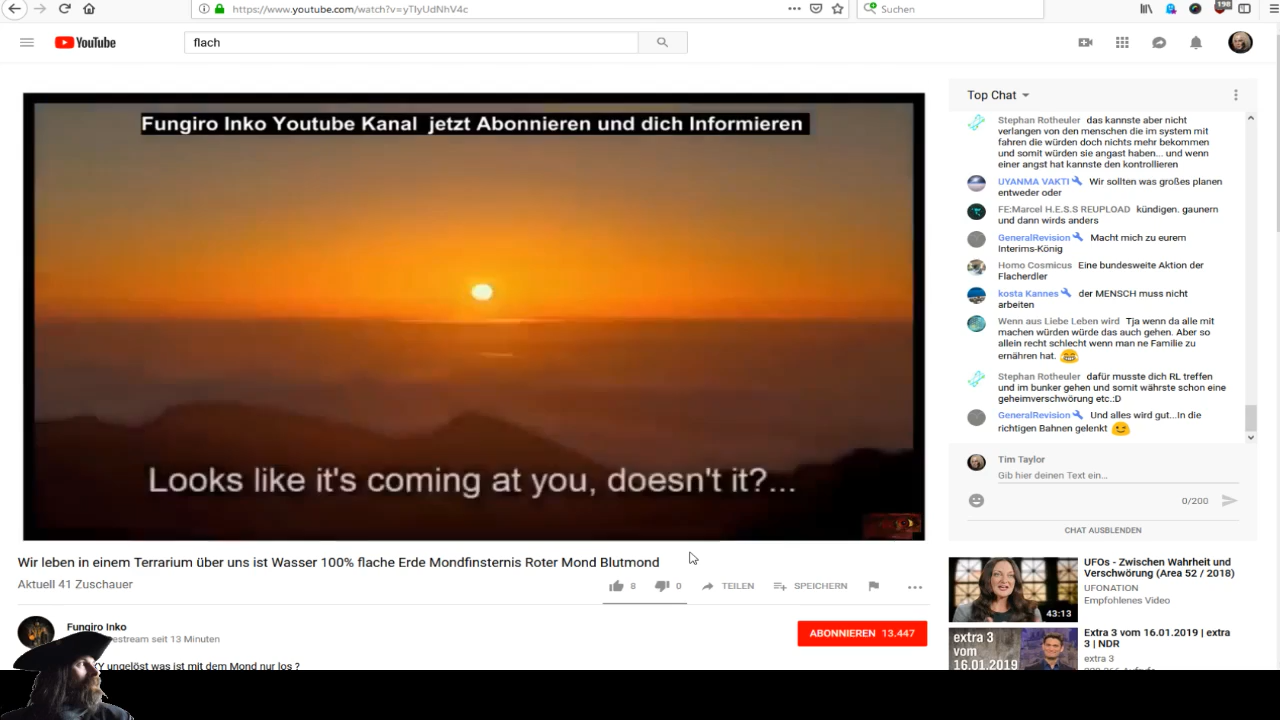 https://www.youtube.com/watch?v=yTIyUdNhV4c
Suchen
198
YouTube
flach
Fungiro Inko Youtube Kanal jetzt Abonnieren und dich Informieren
Looks like it's coming at you, doesn't it?...
Wir leben in einem Terrarium über uns ist Wasser 100% flache Erde Mondfinsternis Roter Mond Blutmond
Aktuell 41 Zuschauer
8
0
TEILEN
SPEICHERN
Fungiro Inko
estream seit 13 Minuten
ABONNIEREN 13.447
Y ungelöst was ist mit dem Mond nur los ?
Top Chat
Stephan Rotheuler das kannste aber nicht
verlangen von den menschen die im system mit
fahren die würden doch nichts mehr bekommen
und somit würden sie angast haben... und wenn
einer angst hat kannste den kontrollieren
UYANMA VAKTI Wir sollten was großes planen
entweder oder
FE:Marcel H.E.S.S REUPLOAD kündigen. gaunern
und dann wirds anders
GeneralRevision Macht mich zu eurem
Interims-König
Homo Cosmicus Eine bundesweite Aktion der
Flacherdler
kosta Kannes der MENSCH muss nicht
arbeiten
Wenn aus Liebe Leben wird Tja wenn da alle mit
machen würden würde das auch gehen. Aber so
allein recht schlecht wenn man ne Familie zu
ernähren hat.
Stephan Rotheuler dafür musste dich RL treffen
und im bunker gehen und somit währste schon eine
geheimverschwörung etc.:D
GeneralRevision Und alles wird gut...In die
richtigen Bahnen gelenkt
Tim Taylor
Gib hier deinen Text ein...
0/200
CHAT AUSBLENDEN
43:13
UFOs - Zwischen Wahrheit und
Verschwörung (Area 52 / 2018)
UFONATION
Empfohlenes Video
extra 3
vom
16.01.2019
Extra 3 vom 16.01.2019 | extra
3 | NDR
extra 3